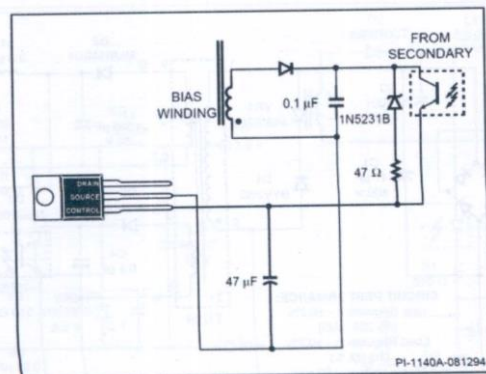 FROM
SECONDARY
BIAS
WINDING
0.1 µF
1N5231B
47 Ω
DRAIN
SOURCE
CONTROL
47 µF
PI-1140A-081294